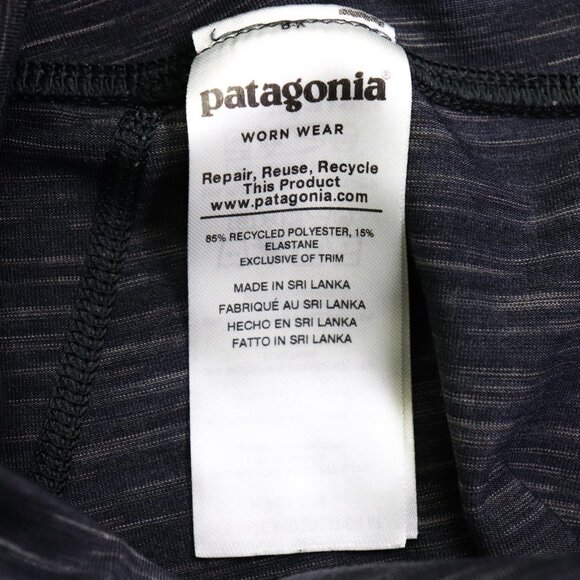 patagonia®
WORN WEAR
Repair, Reuse, Recycle
This Product
www.patagonia.com
85% RECYCLED POLYESTER, 15%
ELASTANE
EXCLUSIVE OF TRIM
MADE IN SRI LANKA
FABRIQUÉ AU SRI LANKA
HECHO EN SRI LANKA
FATTO IN SRI LANKA